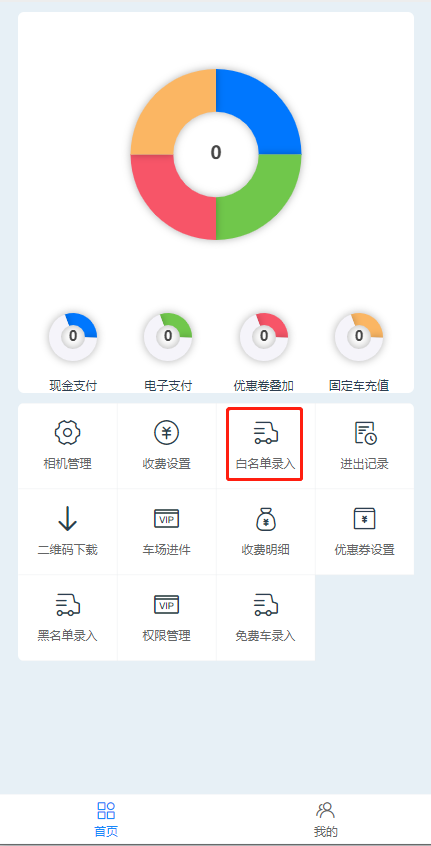 0
0 0 0 0
现金支付 电子支付 优惠卷叠加 固定车充值
相机管理 收费设置 白名单录入 进出记录
VIP
二维码下载 车场进件 收费明细 优惠券设置
VIP
黑名单录入 权限管理 免费车录入
首页 我的